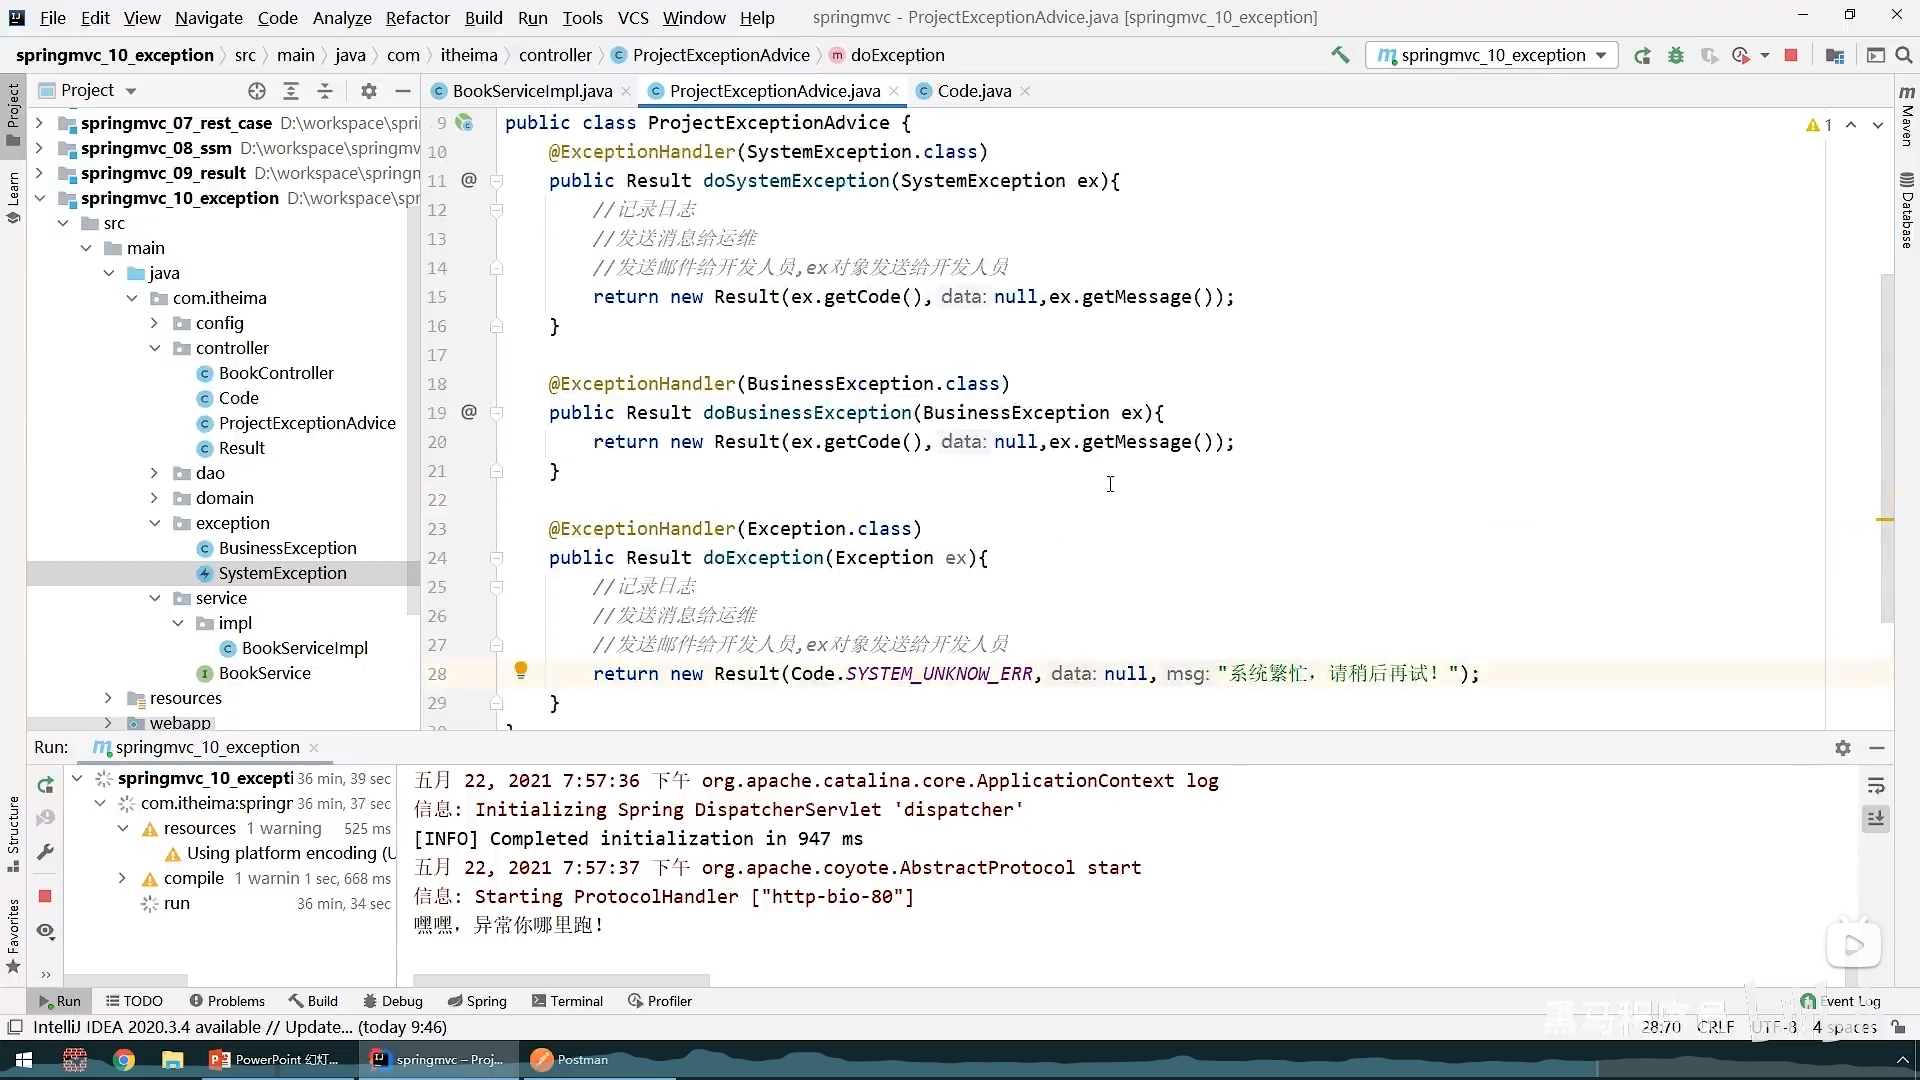 File Edit View Navigate Code Analyze Refactor Build Run Tools VCS Window Help springmvc - ProjectExceptionAdvice.java [springmvc_10_exception]
springmvc_10_exception src main java com itheima controller ProjectExceptionAdvice doException springmvc_10_exception
Project
BookServiceImpl.java ProjectExceptionAdvice.java Code.java
Project
Learn
Structure
Favorites
springmvc_07_rest_case D:\workspace\spri
springmvc_08_ssm D:\workspace\springmv
springmvc_09_result D:\workspace\springm
springmvc_10_exception D:\workspace\spr
src
main
java
com.itheima
config
controller
BookController
Code
ProjectExceptionAdvice
Result
dao
domain
exception
BusinessException
SystemException
service
impl
BookServiceImpl
BookService
resources
webapp
9 public class ProjectExceptionAdvice {
10 @ExceptionHandler(SystemException.class)
11 @ public Result doSystemException(SystemException ex){
12 //记录日志
13 //发送消息给运维
14 //发送邮件给开发人员,ex对象发送给开发人员
15 return new Result(ex.getCode(), data: null,ex.getMessage());
16 }
17
18 @ExceptionHandler(BusinessException.class)
19 @ public Result doBusinessException(BusinessException ex){
20 return new Result(ex.getCode(), data: null,ex.getMessage());
21 }
22
23 @ExceptionHandler(Exception.class)
24 public Result doException(Exception ex){
25 //记录日志
26 //发送消息给运维
27 //发送邮件给开发人员,ex对象发送给开发人员
28 return new Result(Code.SYSTEM_UNKNOW_ERR, data: null, msg: "系统繁忙，请稍后再试！");
29 }
1
Maven
Database
Run: springmvc_10_exception
springmvc_10_excepti 36 min, 39 sec
com.itheima:springr 36 min, 37 sec
resources 1 warning 525 ms
Using platform encoding (U
compile 1 warnin 1 sec, 668 ms
run 36 min, 34 sec
五月 22, 2021 7:57:36 下午 org.apache.catalina.core.ApplicationContext log
信息: Initializing Spring DispatcherServlet 'dispatcher'
[INFO] Completed initialization in 947 ms
五月 22, 2021 7:57:37 下午 org.apache.coyote.AbstractProtocol start
信息: Starting ProtocolHandler ["http-bio-80"]
嘿嘿，异常你哪里跑！
Run TODO Problems Build Debug Spring Terminal Profiler Event Log
IntelliJ IDEA 2020.3.4 available // Update... (today 9:46) 28:70 CRLF UTF-8 4 spaces
PowerPoint 幻灯... springmvc – Proj... Postman